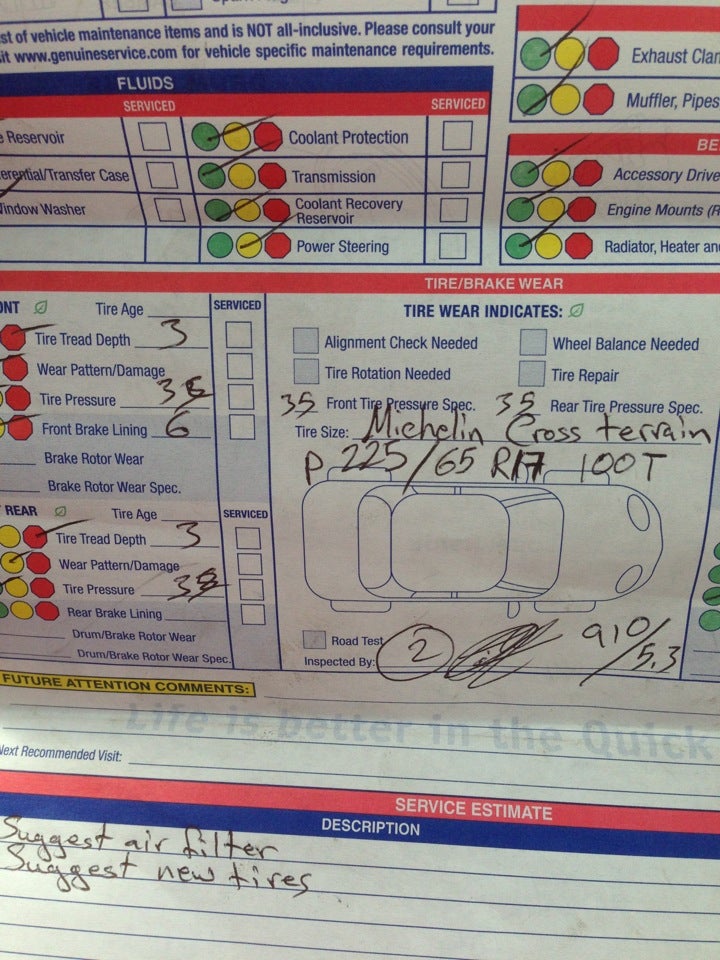 st of vehicle maintenance items and is NOT all-inclusive. Please consult your
it www.genuineservice.com for vehicle specific maintenance requirements.
FLUIDS
SERVICED SERVICED
Reservoir Coolant Protection
erential/Transfer Case Transmission
indow Washer Coolant Recovery
Reservoir
Power Steering
Exhaust Clam
Muffler, Pipes
BE
Accessory Drive
Engine Mounts (R
Radiator, Heater an
TIRE/BRAKE WEAR
ONT Tire Age SERVICED
Tire Tread Depth 3
Wear Pattern/Damage
Tire Pressure 35
Front Brake Lining 6
Brake Rotor Wear
Brake Rotor Wear Spec.
REAR Tire Age SERVICED
Tire Tread Depth 3
Wear Pattern/Damage
Tire Pressure 35
Rear Brake Lining
Drum/Brake Rotor Wear
Drum/Brake Rotor Wear Spec.
TIRE WEAR INDICATES:
Alignment Check Needed Wheel Balance Needed
Tire Rotation Needed Tire Repair
35 Front Tire Pressure Spec. 35 Rear Tire Pressure Spec.
Tire Size: Michelin Cross terrain
P 225/65 R17 100T
Road Test
Inspected By: 2 910/5.3
FUTURE ATTENTION COMMENTS:
Life is better in the Quick
Next Recommended Visit:
SERVICE ESTIMATE
DESCRIPTION
Suggest air filter
Suggest new tires